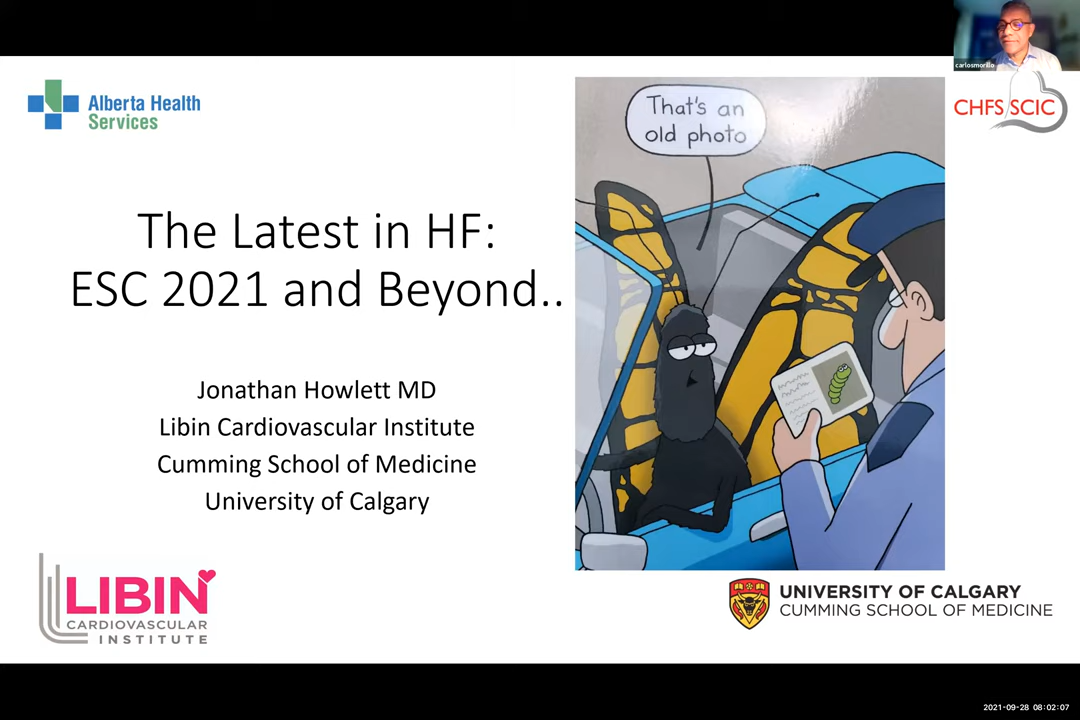 carlosmorillo
Alberta Health
Services
CHFS/SCIC
That's an
old photo
The Latest in HF:
ESC 2021 and Beyond..
Jonathan Howlett MD
Libin Cardiovascular Institute
Cumming School of Medicine
University of Calgary
LIBIN
CARDIOVASCULAR
INSTITUTE
UNIVERSITY OF CALGARY
CUMMING SCHOOL OF MEDICINE
2021-09-28 08:02:07